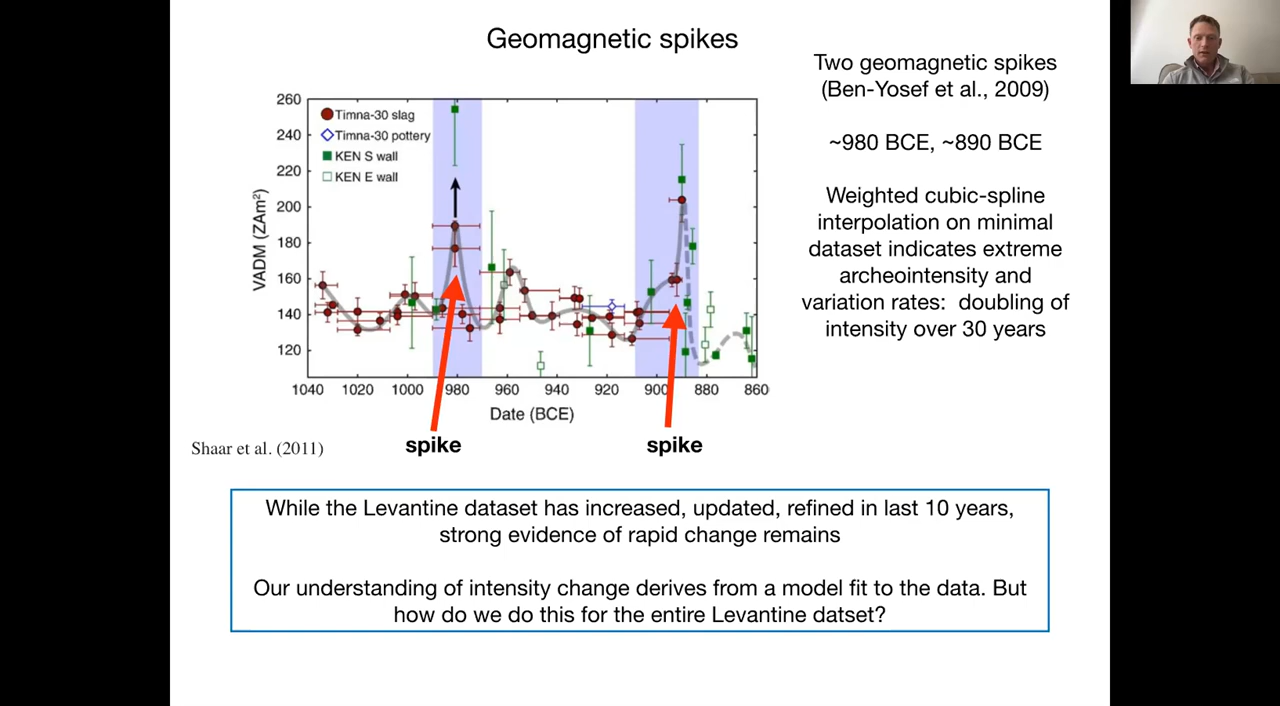 Geomagnetic spikes
Two geomagnetic spikes
(Ben-Yosef et al., 2009)
~980 BCE, ~890 BCE
Weighted cubic-spline
interpolation on minimal
dataset indicates extreme
archeointensity and
variation rates: doubling of
intensity over 30 years
260
240
220
200
180
160
140
120
VADM (ZAm²)
Timna-30 slag
Timna-30 pottery
KEN S wall
KEN E wall
1040 1020 1000 980 960 940 920 900 880 860
Date (BCE)
spike
spike
Shaar et al. (2011)
While the Levantine dataset has increased, updated, refined in last 10 years,
strong evidence of rapid change remains
Our understanding of intensity change derives from a model fit to the data. But
how do we do this for the entire Levantine datset?